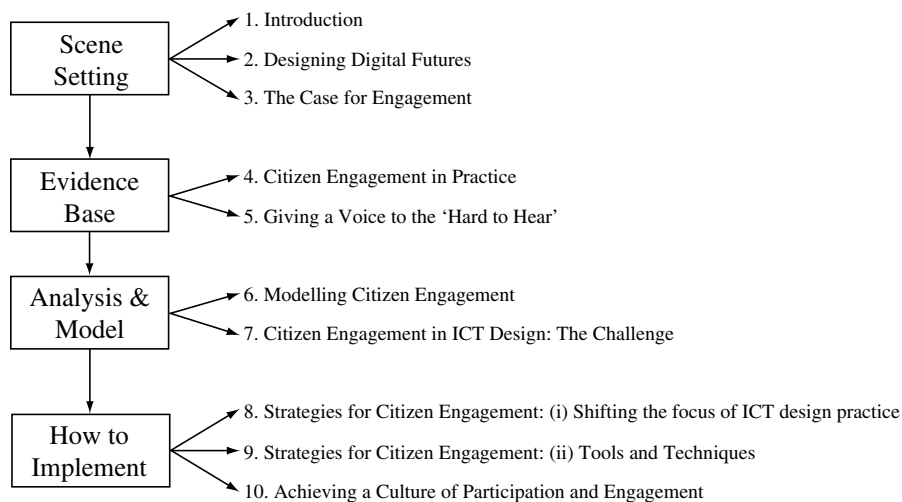 Scene
Setting
1. Introduction
2. Designing Digital Futures
3. The Case for Engagement
Evidence
Base
4. Citizen Engagement in Practice
5. Giving a Voice to the ‘Hard to Hear’
Analysis &
Model
6. Modelling Citizen Engagement
7. Citizen Engagement in ICT Design: The Challenge
How to
Implement
8. Strategies for Citizen Engagement: (i) Shifting the focus of ICT design practice
9. Strategies for Citizen Engagement: (ii) Tools and Techniques
10. Achieving a Culture of Participation and Engagement